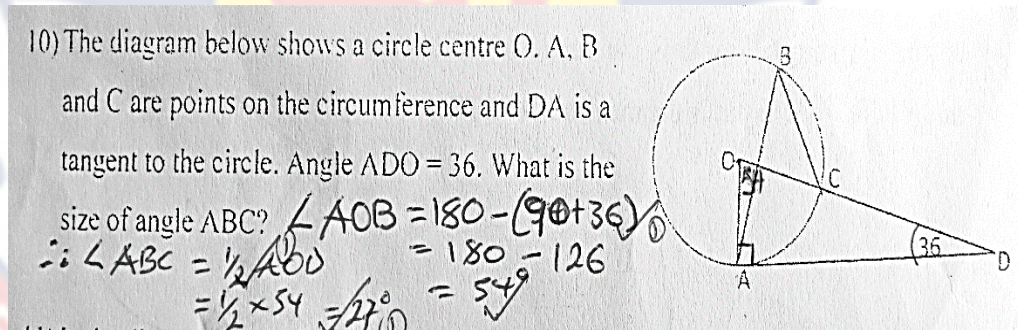 10) The diagram below shows a circle centre O. A, B
and C are points on the circumference and DA is a
tangent to the circle. Angle ADO = 36. What is the
size of angle ABC? ∠AOB = 180 - (90+36)
∴ ∠ABC = ½ AOD = 180 - 126
= ½ × 54 = 27° = 54°
B
O
54
C
36
D
A